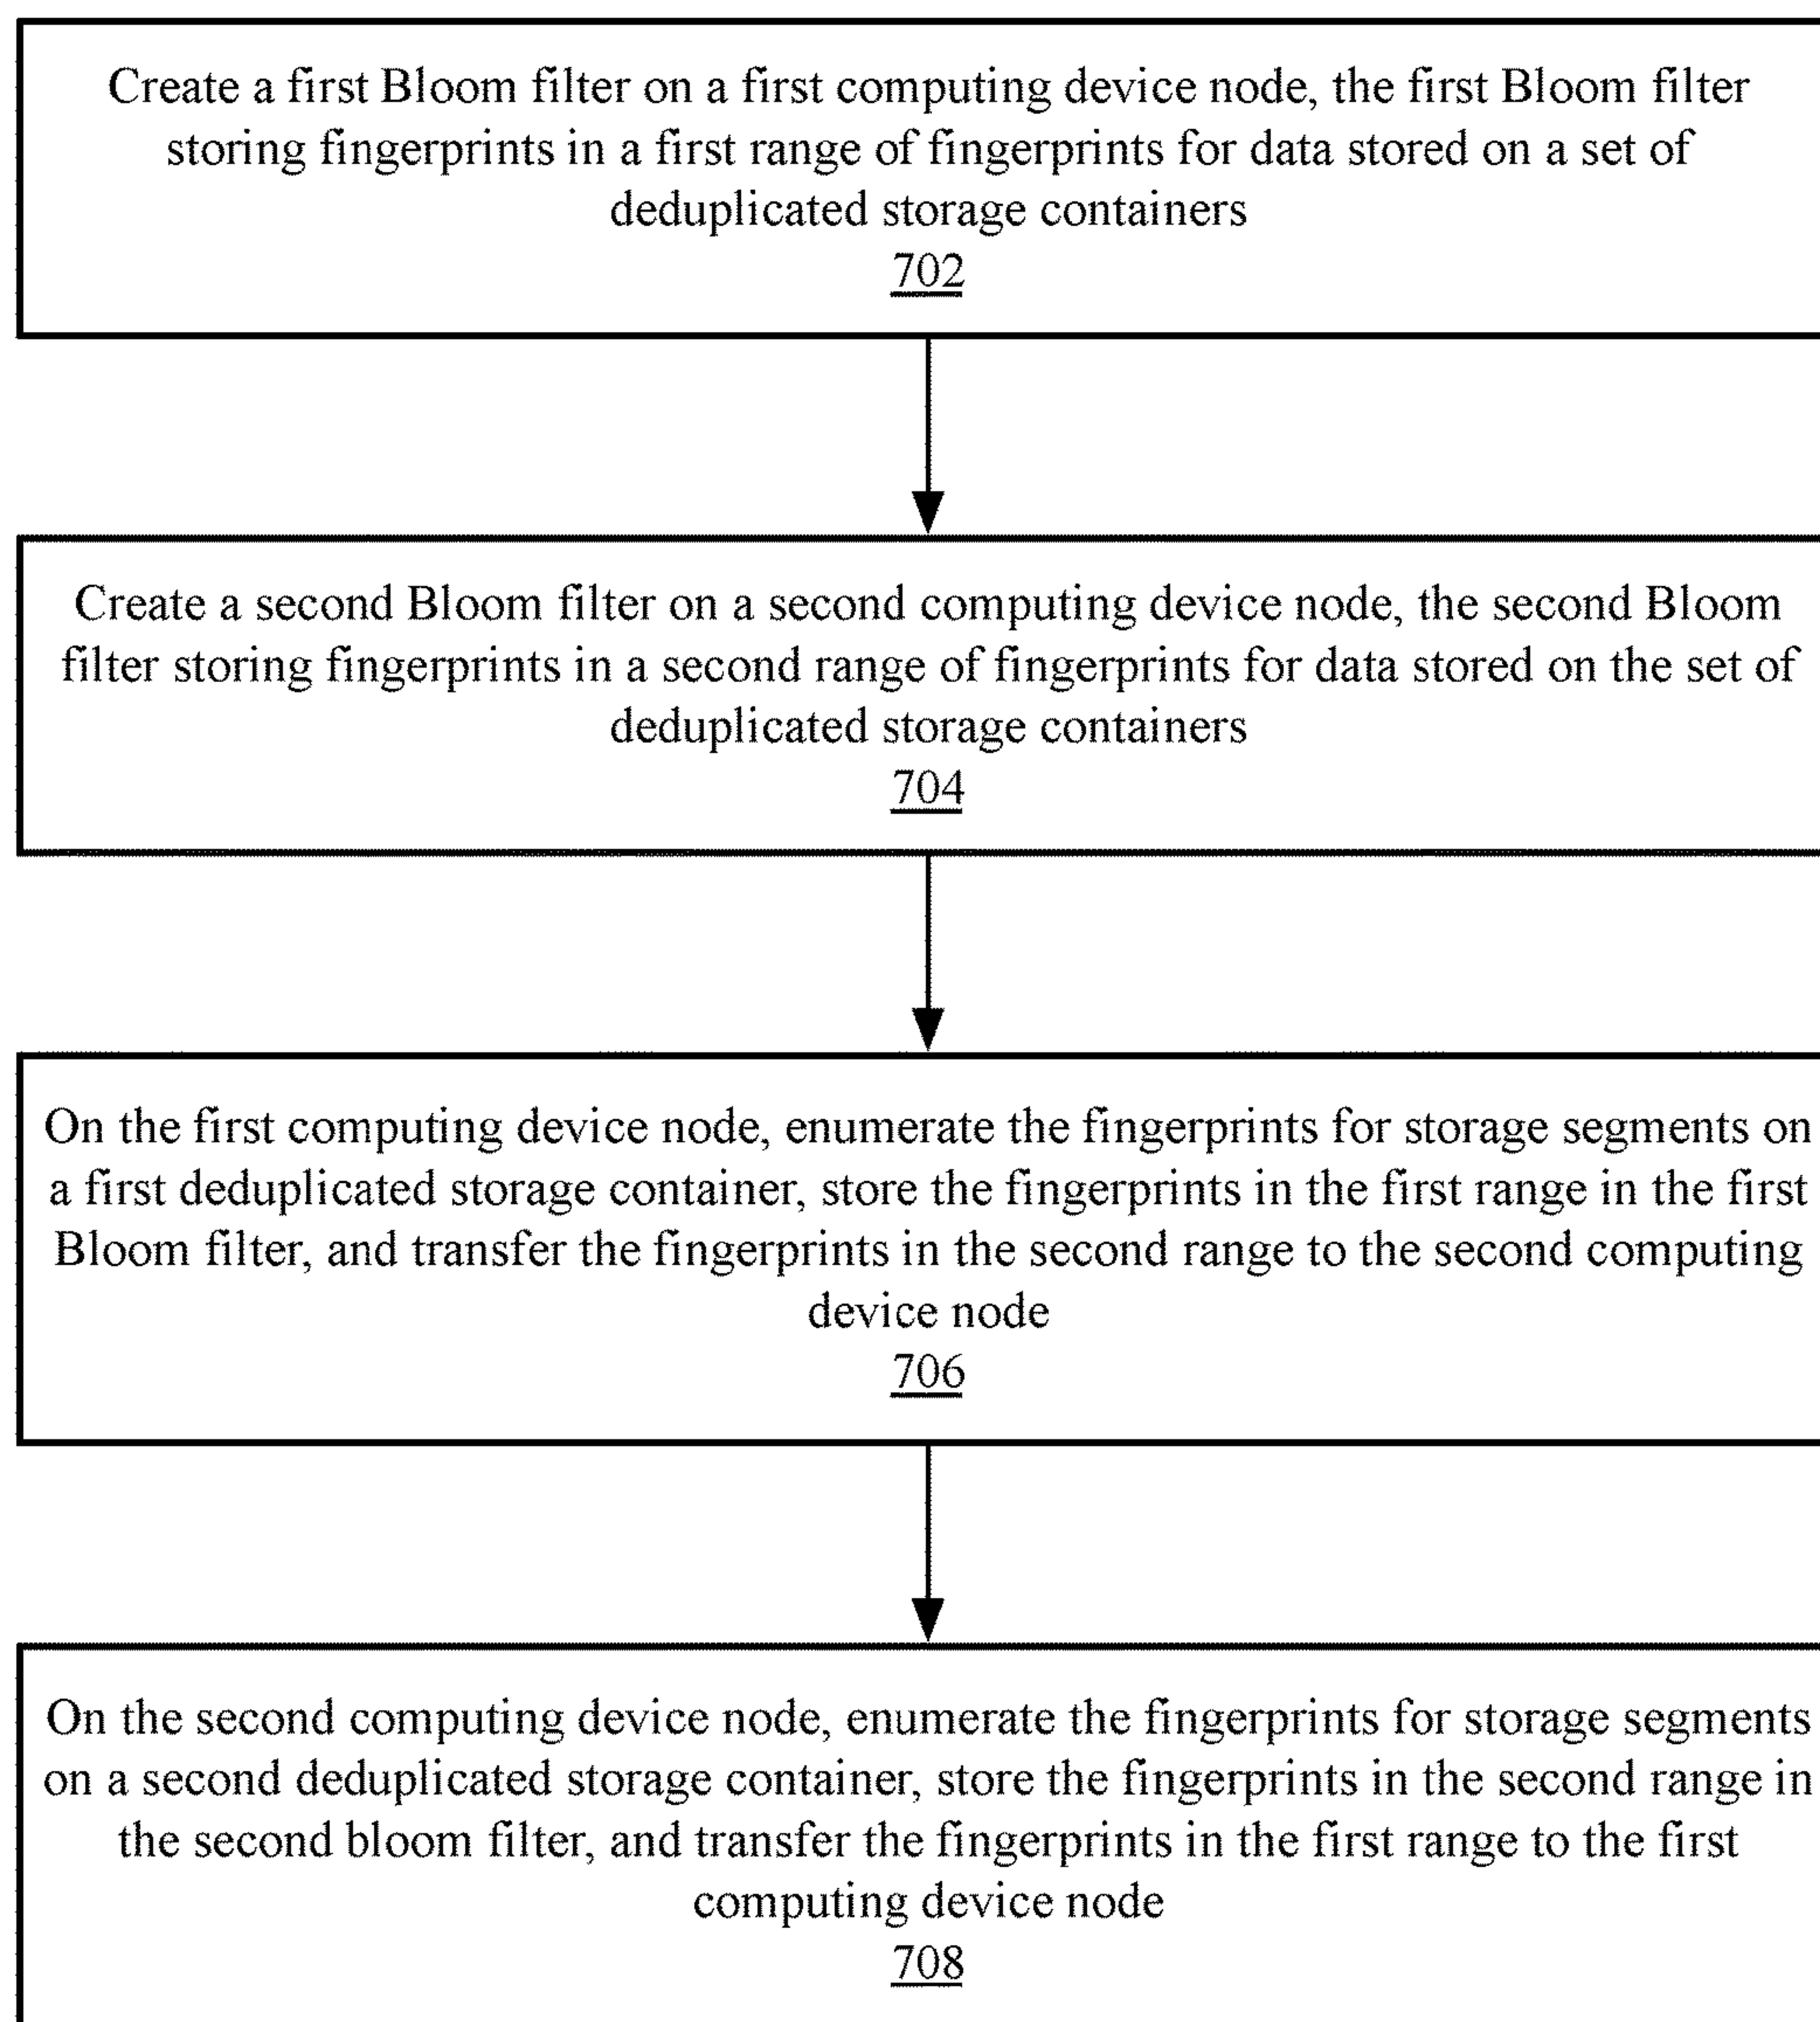 Create a first Bloom filter on a first computing device node, the first Bloom filter
storing fingerprints in a first range of fingerprints for data stored on a set of
deduplicated storage containers
702
Create a second Bloom filter on a second computing device node, the second Bloom
filter storing fingerprints in a second range of fingerprints for data stored on the set of
deduplicated storage containers
704
On the first computing device node, enumerate the fingerprints for storage segments on
a first deduplicated storage container, store the fingerprints in the first range in the first
Bloom filter, and transfer the fingerprints in the second range to the second computing
device node
706
On the second computing device node, enumerate the fingerprints for storage segments
on a second deduplicated storage container, store the fingerprints in the second range in
the second bloom filter, and transfer the fingerprints in the first range to the first
computing device node
708